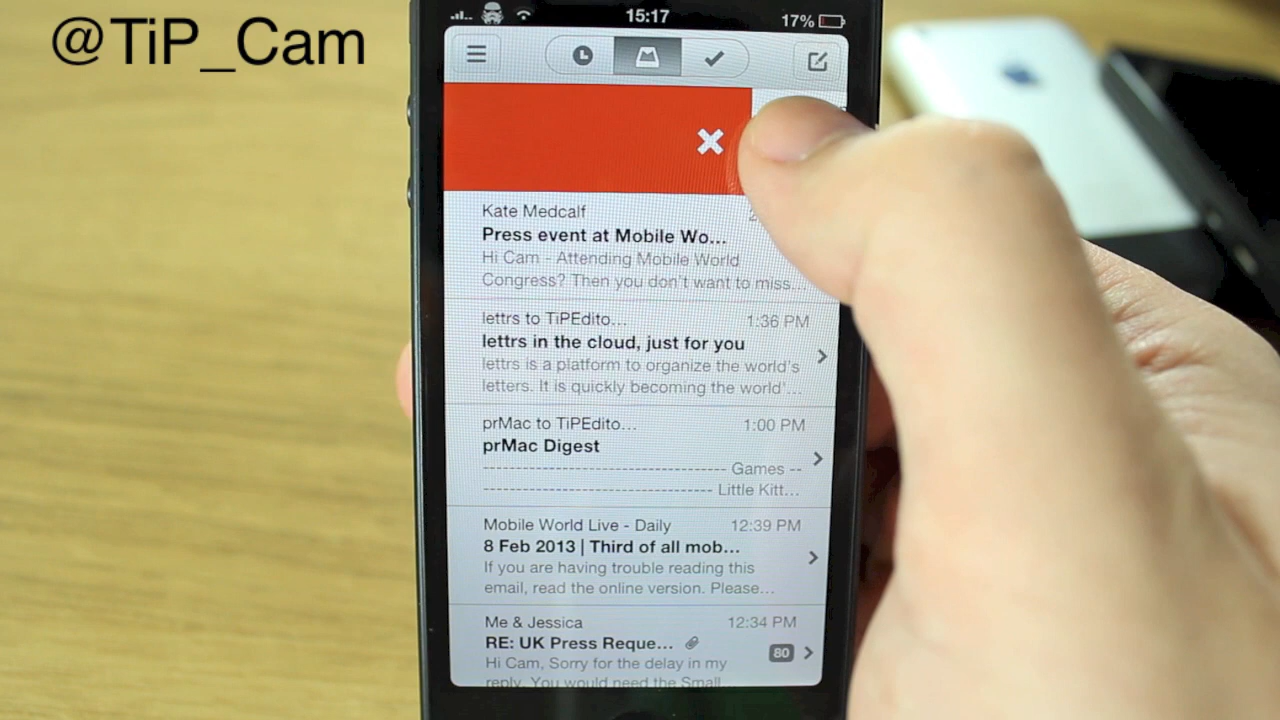 @TiP_Cam
15:17
17%
Kate Medcalf
Press event at Mobile Wo...
Hi Cam - Attending Mobile World
Congress? Then you don't want to miss...
lettrs to TiPEdito... 1:36 PM
lettrs in the cloud, just for you
lettrs is a platform to organize the world's
letters. It is quickly becoming the world'...
prMac to TiPEdito... 1:00 PM
prMac Digest
---------------------------------- Games --
-------------------------------- Little Kitt...
Mobile World Live - Daily 12:39 PM
8 Feb 2013 | Third of all mob...
If you are having trouble reading this
email, read the online version. Please...
Me & Jessica 12:34 PM
RE: UK Press Reque...
80
Hi Cam, Sorry for the delay in my
reply. You would need the Small